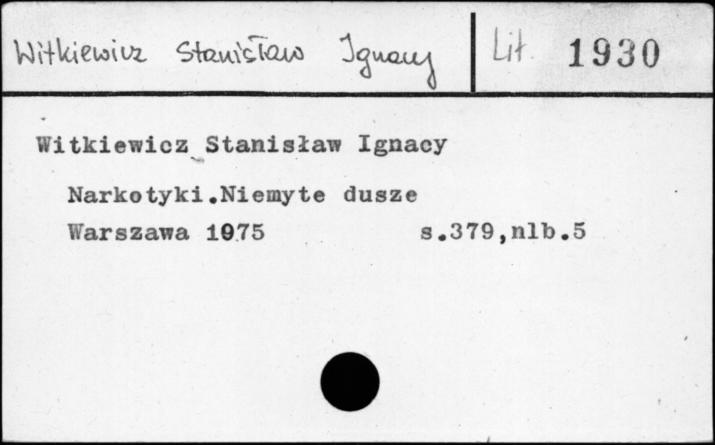 Witkiewicz Stanisław Ignacy Lit. 1930
Witkiewicz Stanisław Ignacy
Narkotyki.Niemyte dusze
Warszawa 1975 s.379,nlb.5